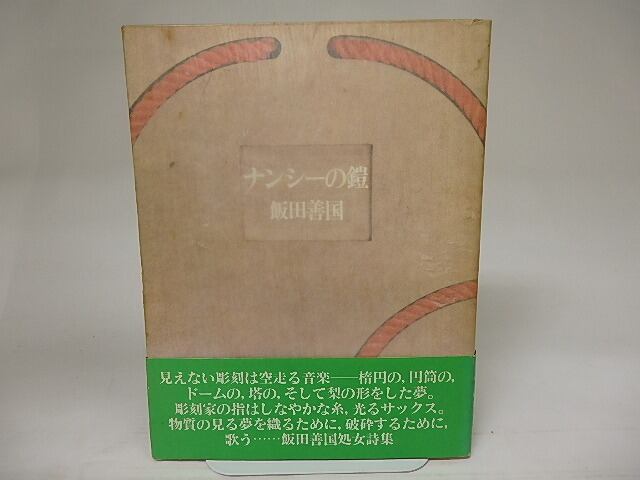 ナンシーの鎧
飯田善国
見えない彫刻は空走る音楽——楕円の，円筒の，
ドームの，塔の，そして梨の形をした夢。
彫刻家の指はしなやかな糸，光るサックス。
物質の見る夢を織るために，破砕するために，
歌う……飯田善国処女詩集